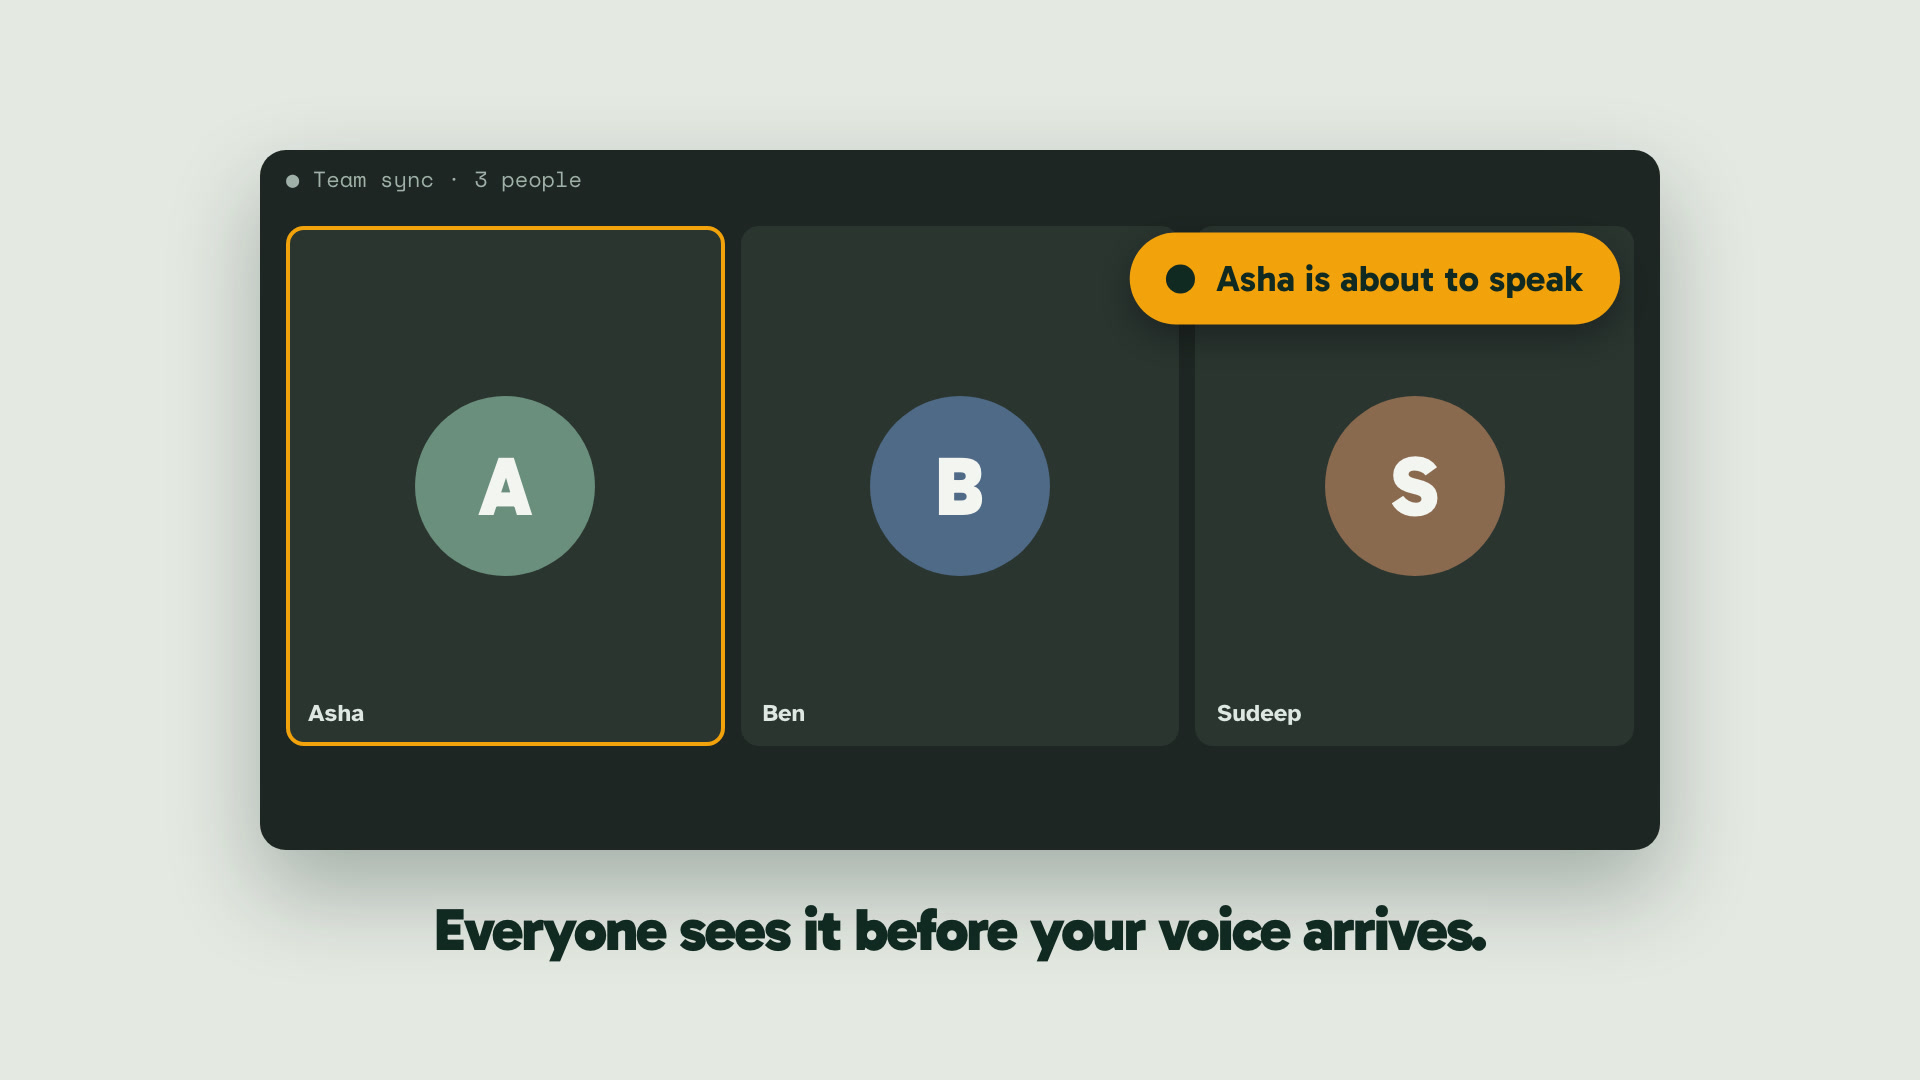 Team sync · 3 people
Asha is about to speak
A
B
S
Asha
Ben
Sudeep
Everyone sees it before your voice arrives.